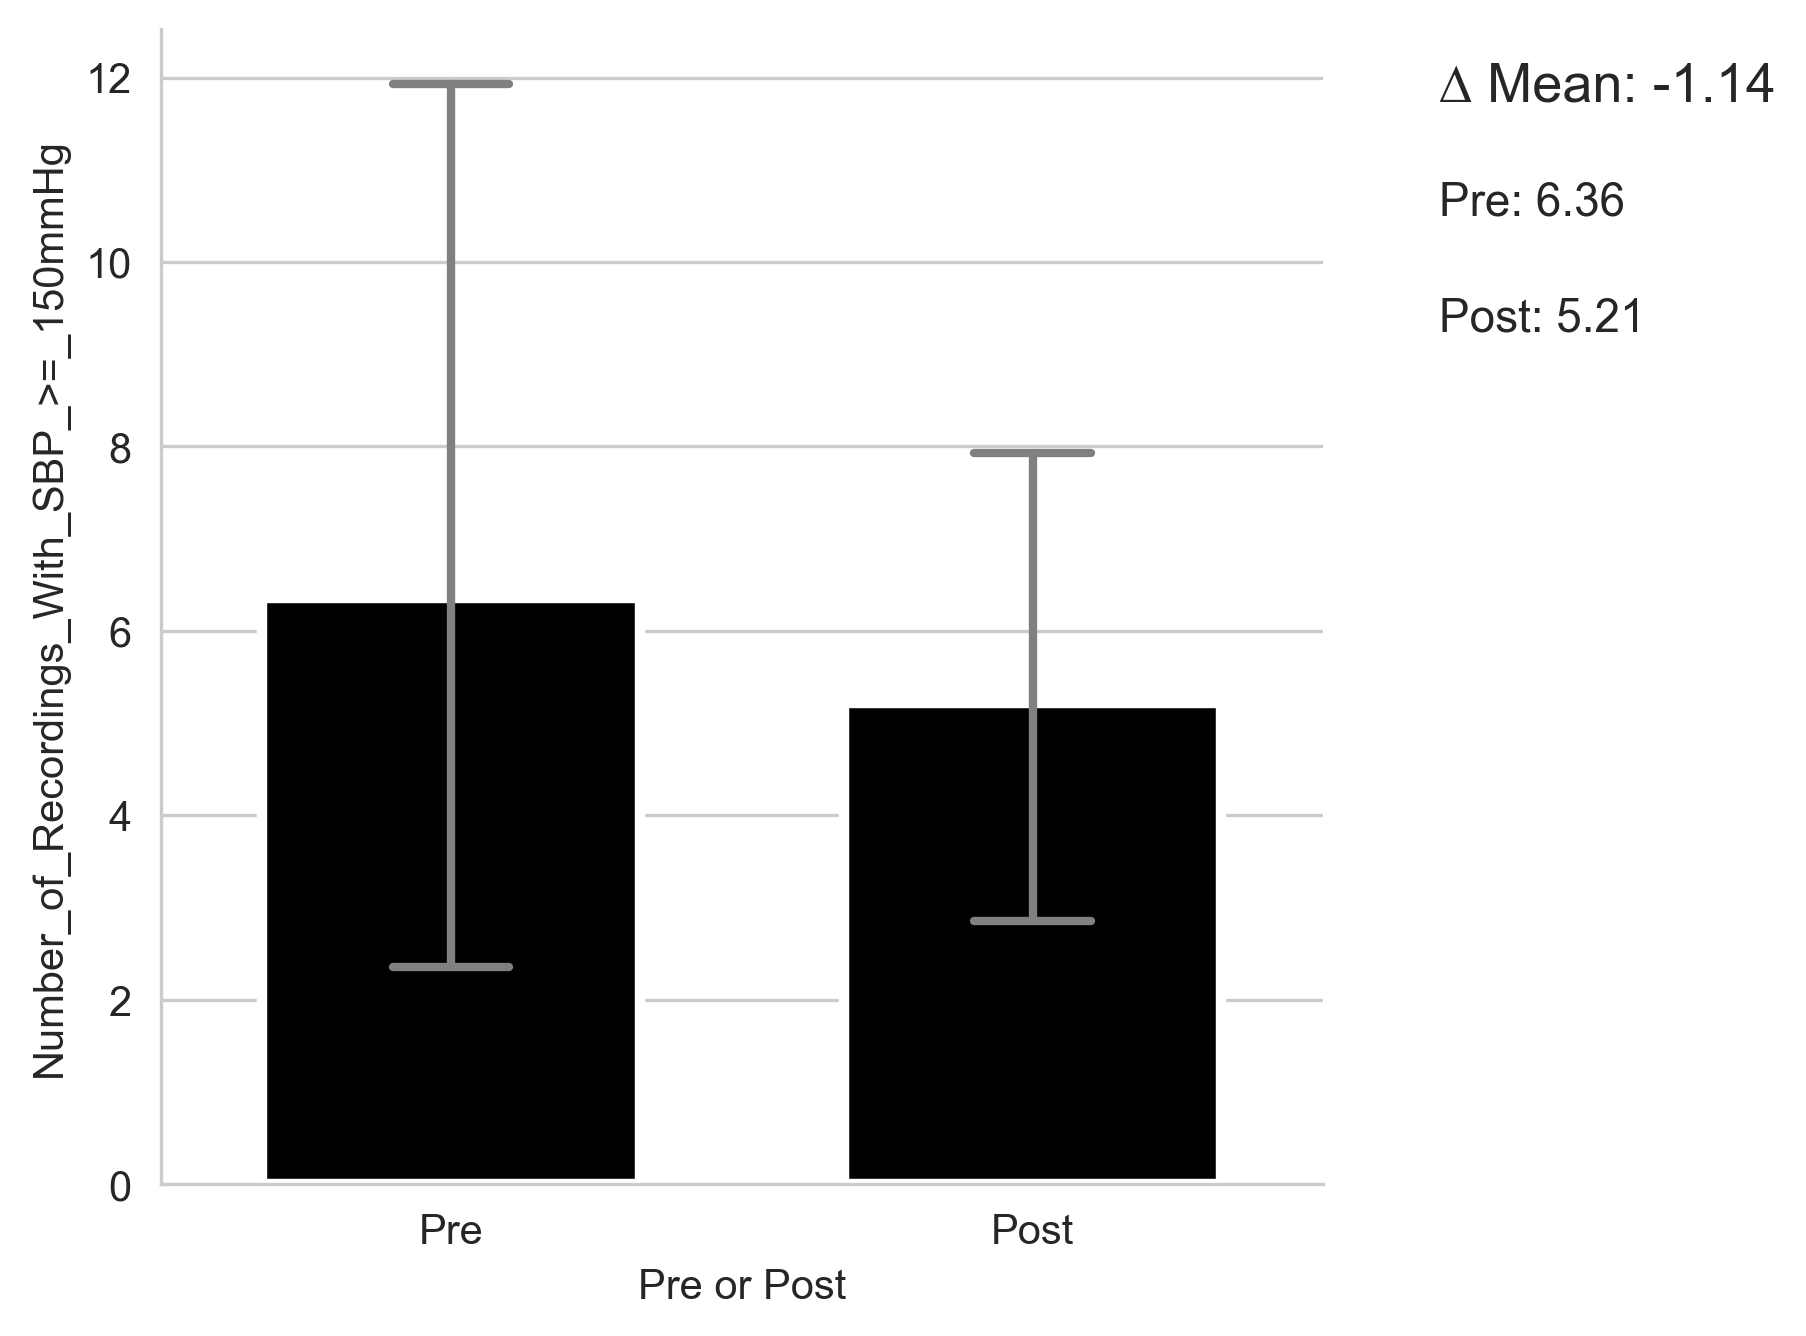 Number_of_Recordings_With_SBP_>=_150mmHg
12
10
8
6
4
2
0
Pre
Post
Pre or Post
Δ Mean: -1.14
Pre: 6.36
Post: 5.21